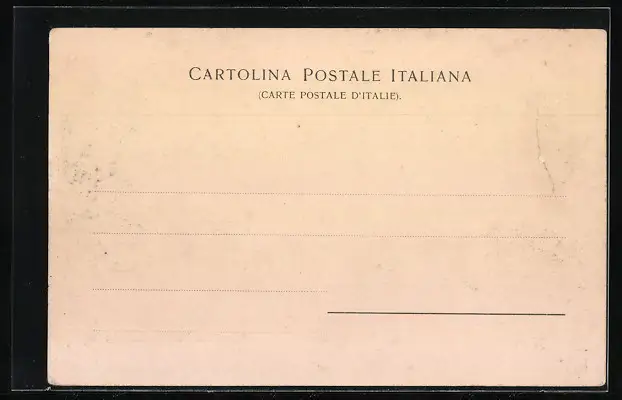 CARTOLINA POSTALE ITALIANA
(CARTE POSTALE D'ITALIE).